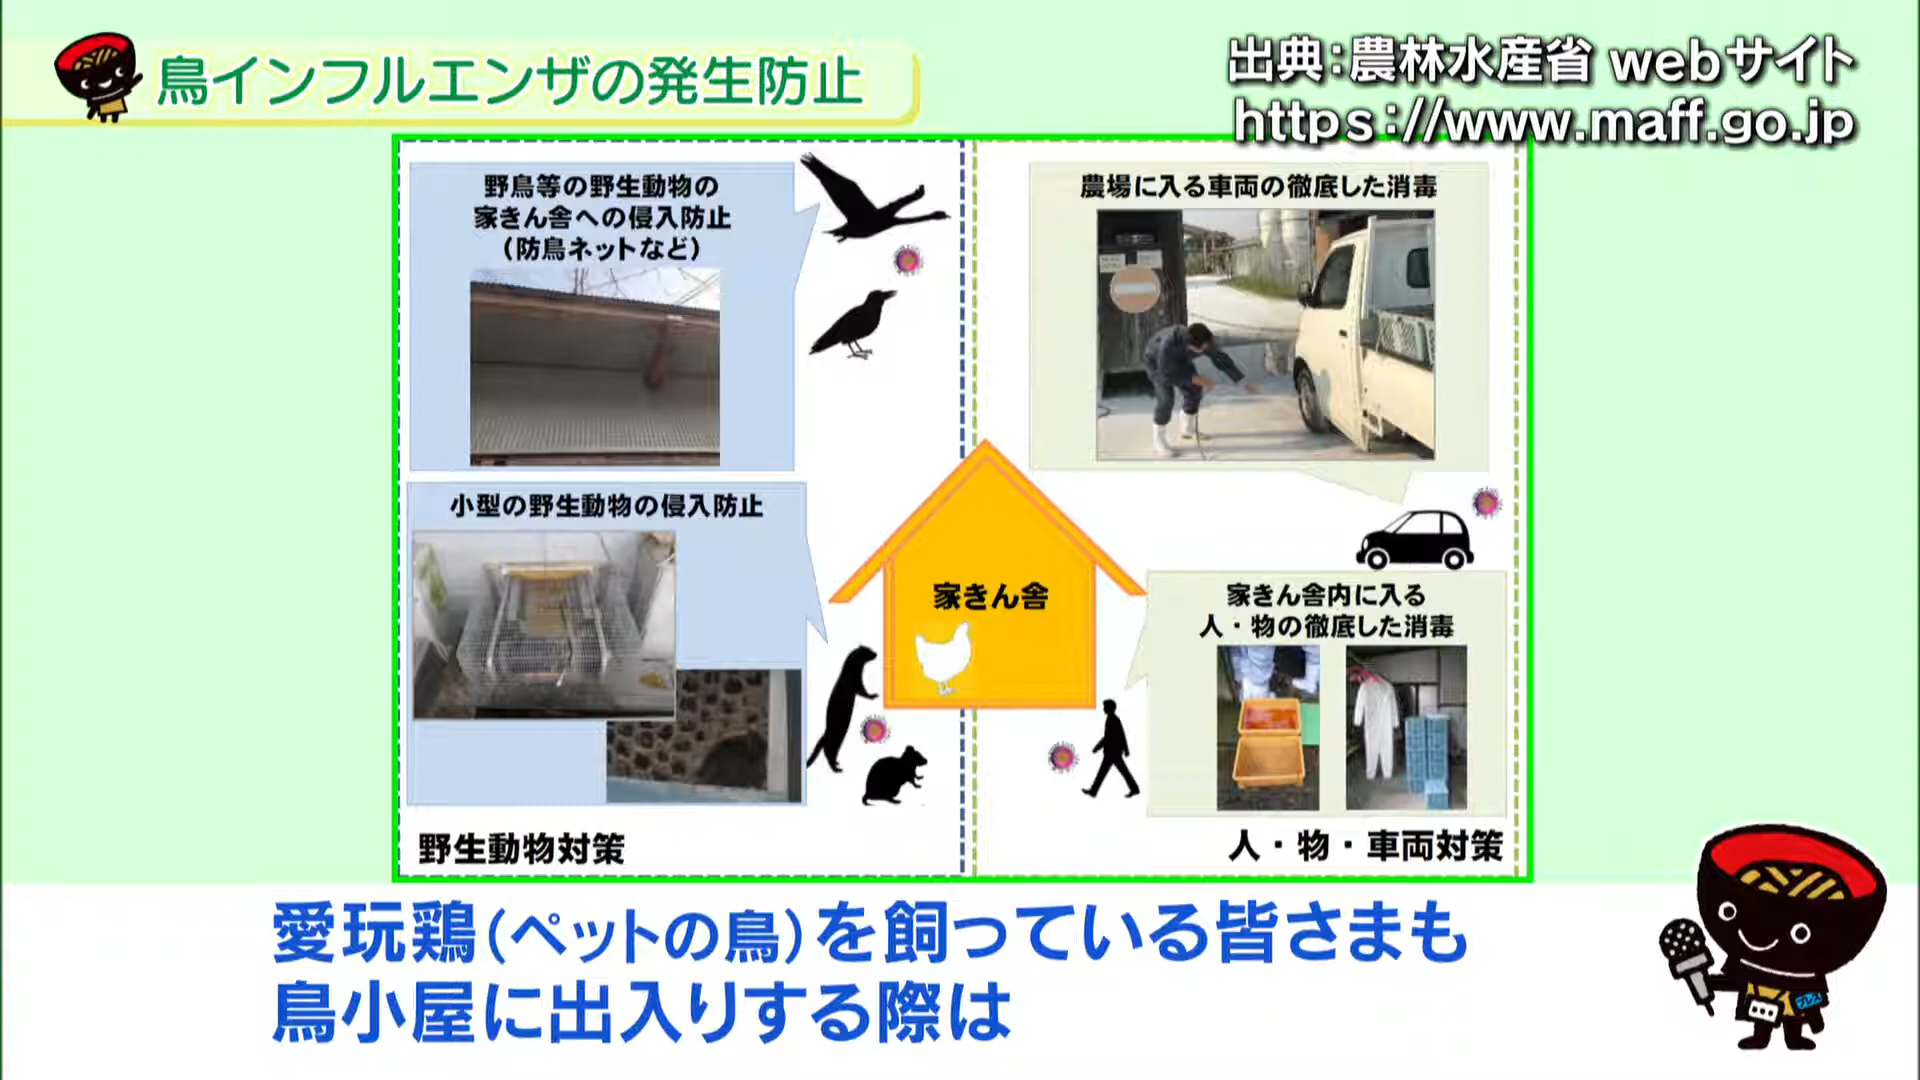 鳥インフルエンザの発生防止
出典:農林水産省 webサイト
https://www.maff.go.jp
野鳥等の野生動物の
家きん舎への侵入防止
（防鳥ネットなど）
農場に入る車両の徹底した消毒
小型の野生動物の侵入防止
家きん舎
家きん舎内に入る
人・物の徹底した消毒
野生動物対策
人・物・車両対策
愛玩鶏（ペットの鳥）を飼っている皆さまも
鳥小屋に出入りする際は
プレス